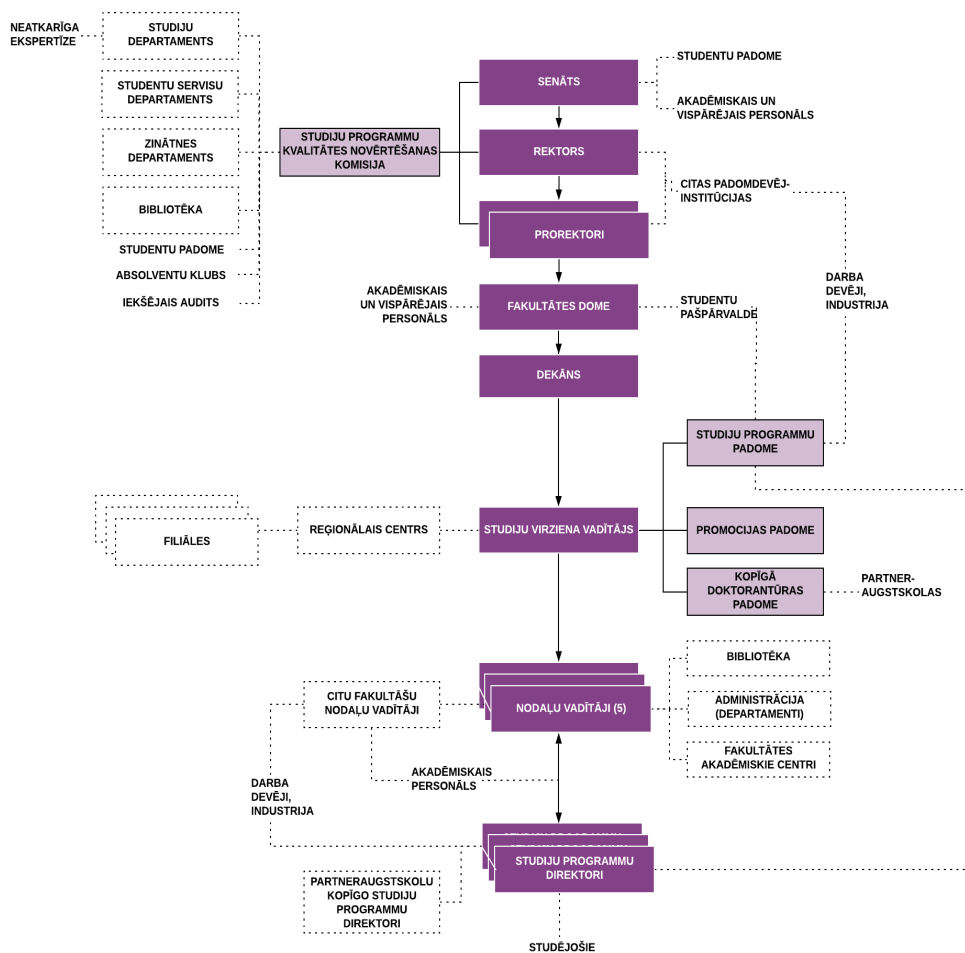 NEATKARĪGA
EKSPERTĪZE
STUDIJU
DEPARTAMENTS
STUDENTU SERVISU
DEPARTAMENTS
ZINĀTNES
DEPARTAMENTS
BIBLIOTĒKA
STUDENTU PADOME
ABSOLVENTU KLUBS
IEKŠĒJAIS AUDITS
STUDIJU PROGRAMMU
KVALITĀTES NOVĒRTĒŠANAS
KOMISIJA
SENĀTS
STUDENTU PADOME
AKADĒMISKAIS UN
VISPĀRĒJAIS PERSONĀLS
REKTORS
CITAS PADOMDEVĒJ-
INSTITŪCIJAS
PROREKTORI
DARBA
DEVĒJI,
INDUSTRIJA
AKADĒMISKAIS
UN VISPĀRĒJAIS
PERSONĀLS
FAKULTĀTES DOME
STUDENTU
PAŠPĀRVALDE
DEKĀNS
STUDIJU PROGRAMMU
PADOME
FILIĀLES
REĢIONĀLAIS CENTRS
STUDIJU VIRZIENA VADĪTĀJS
PROMOCIJAS PADOME
KOPĪGĀ
DOKTORANTŪRAS
PADOME
PARTNER-
AUGSTSKOLAS
BIBLIOTĒKA
CITU FAKULTĀŠU
NODAĻU VADĪTĀJI
NODAĻU VADĪTĀJI (5)
ADMINISTRĀCIJA
(DEPARTAMENTI)
FAKULTĀTES
AKADĒMISKIE CENTRI
AKADĒMISKAIS
PERSONĀLS
DARBA
DEVĒJI,
INDUSTRIJA
STUDIJU PROGRAMMU
DIREKTORI
PARTNERAUGSTSKOLU
KOPĪGO STUDIJU
PROGRAMMU
DIREKTORI
STUDĒJOŠIE